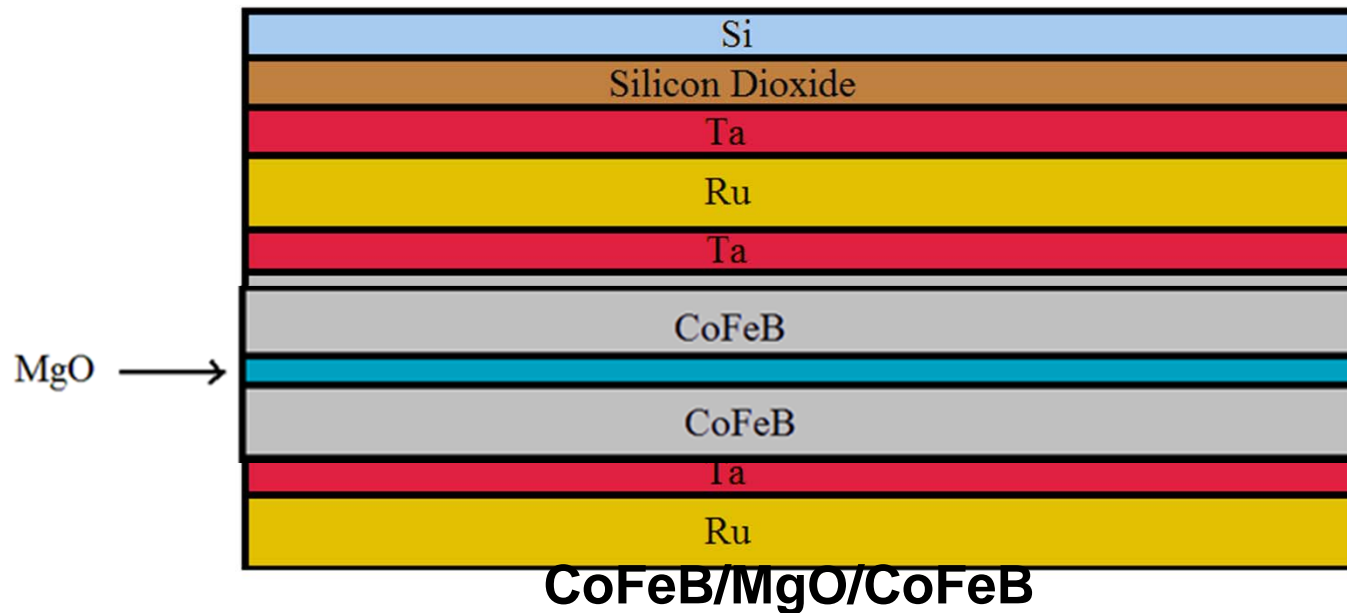 Si
Silicon Dioxide
Ta
Ru
Ta
CoFeB
MgO
CoFeB
Ta
Ru
CoFeB/MgO/CoFeB